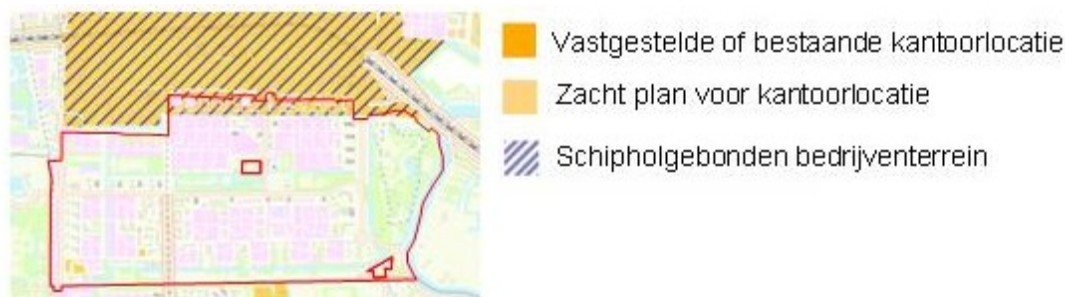 Vastgestelde of bestaande kantoorlocatie
Zacht plan voor kantoorlocatie
Schipholgebonden bedrijventerrein